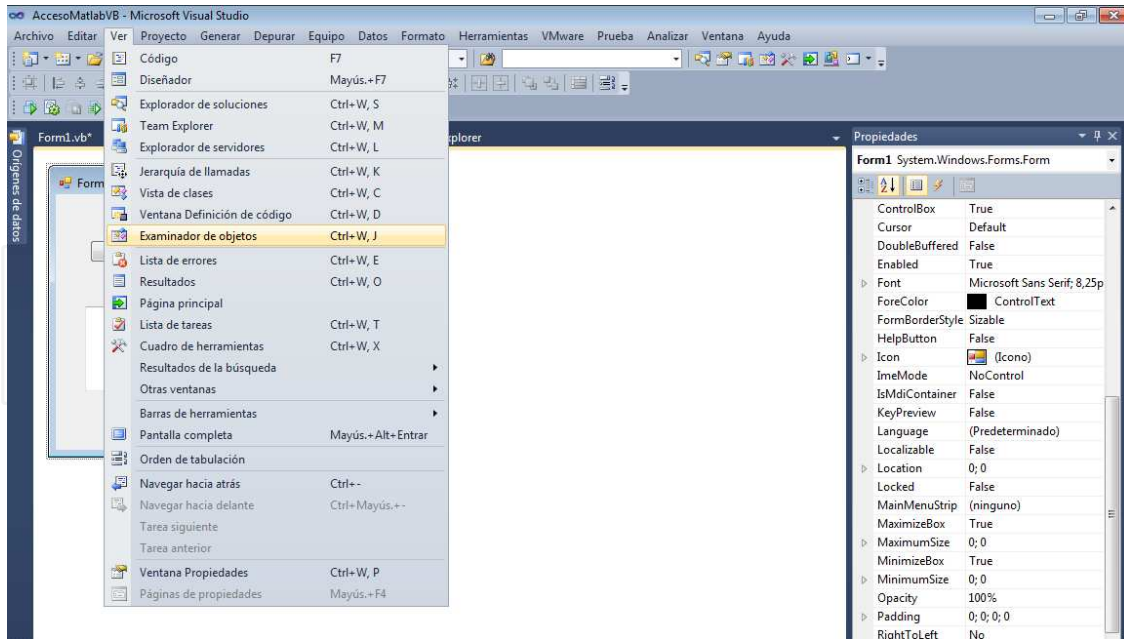 AccesoMatlabVB - Microsoft Visual Studio
Archivo Editar Ver Proyecto Generar Depurar Equipo Datos Formato Herramientas VMware Prueba Analizar Ventana Ayuda
Código F7
Diseñador Mayús.+F7
Explorador de soluciones Ctrl+W, S
Team Explorer Ctrl+W, M
Explorador de servidores Ctrl+W, L
Jerarquía de llamadas Ctrl+W, K
Vista de clases Ctrl+W, C
Ventana Definición de código Ctrl+W, D
Examinador de objetos Ctrl+W, J
Lista de errores Ctrl+W, E
Resultados Ctrl+W, O
Página principal
Lista de tareas Ctrl+W, T
Cuadro de herramientas Ctrl+W, X
Resultados de la búsqueda
Otras ventanas
Barras de herramientas
Pantalla completa Mayús.+Alt+Entrar
Orden de tabulación
Navegar hacia atrás Ctrl+-
Navegar hacia delante Ctrl+Mayús.+-
Tarea siguiente
Tarea anterior
Ventana Propiedades Ctrl+W, P
Páginas de propiedades Mayús.+F4
Orígenes de datos
Form1.vb*
xplorer
Form
Propiedades
Form1 System.Windows.Forms.Form
ControlBox True
Cursor Default
DoubleBuffered False
Enabled True
Font Microsoft Sans Serif; 8,25p
ForeColor ControlText
FormBorderStyle Sizable
HelpButton False
Icon (Icono)
ImeMode NoControl
IsMdiContainer False
KeyPreview False
Language (Predeterminado)
Localizable False
Location 0; 0
Locked False
MainMenuStrip (ninguno)
MaximizeBox True
MaximumSize 0; 0
MinimizeBox True
MinimumSize 0; 0
Opacity 100%
Padding 0; 0; 0; 0
RightToLeft No